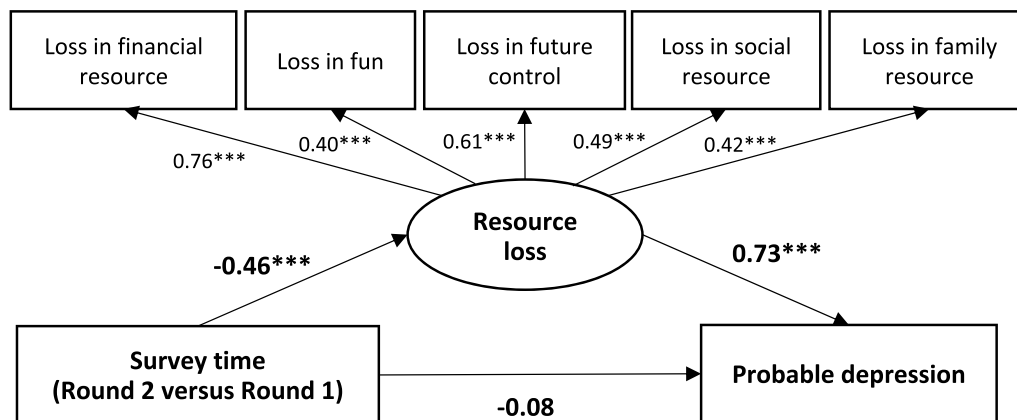 Loss in financial
resource
Loss in fun
Loss in future
control
Loss in social
resource
Loss in family
resource
0.76***
0.40***
0.61***
0.49***
0.42***
Resource
loss
-0.46***
0.73***
Survey time
(Round 2 versus Round 1)
Probable depression
-0.08